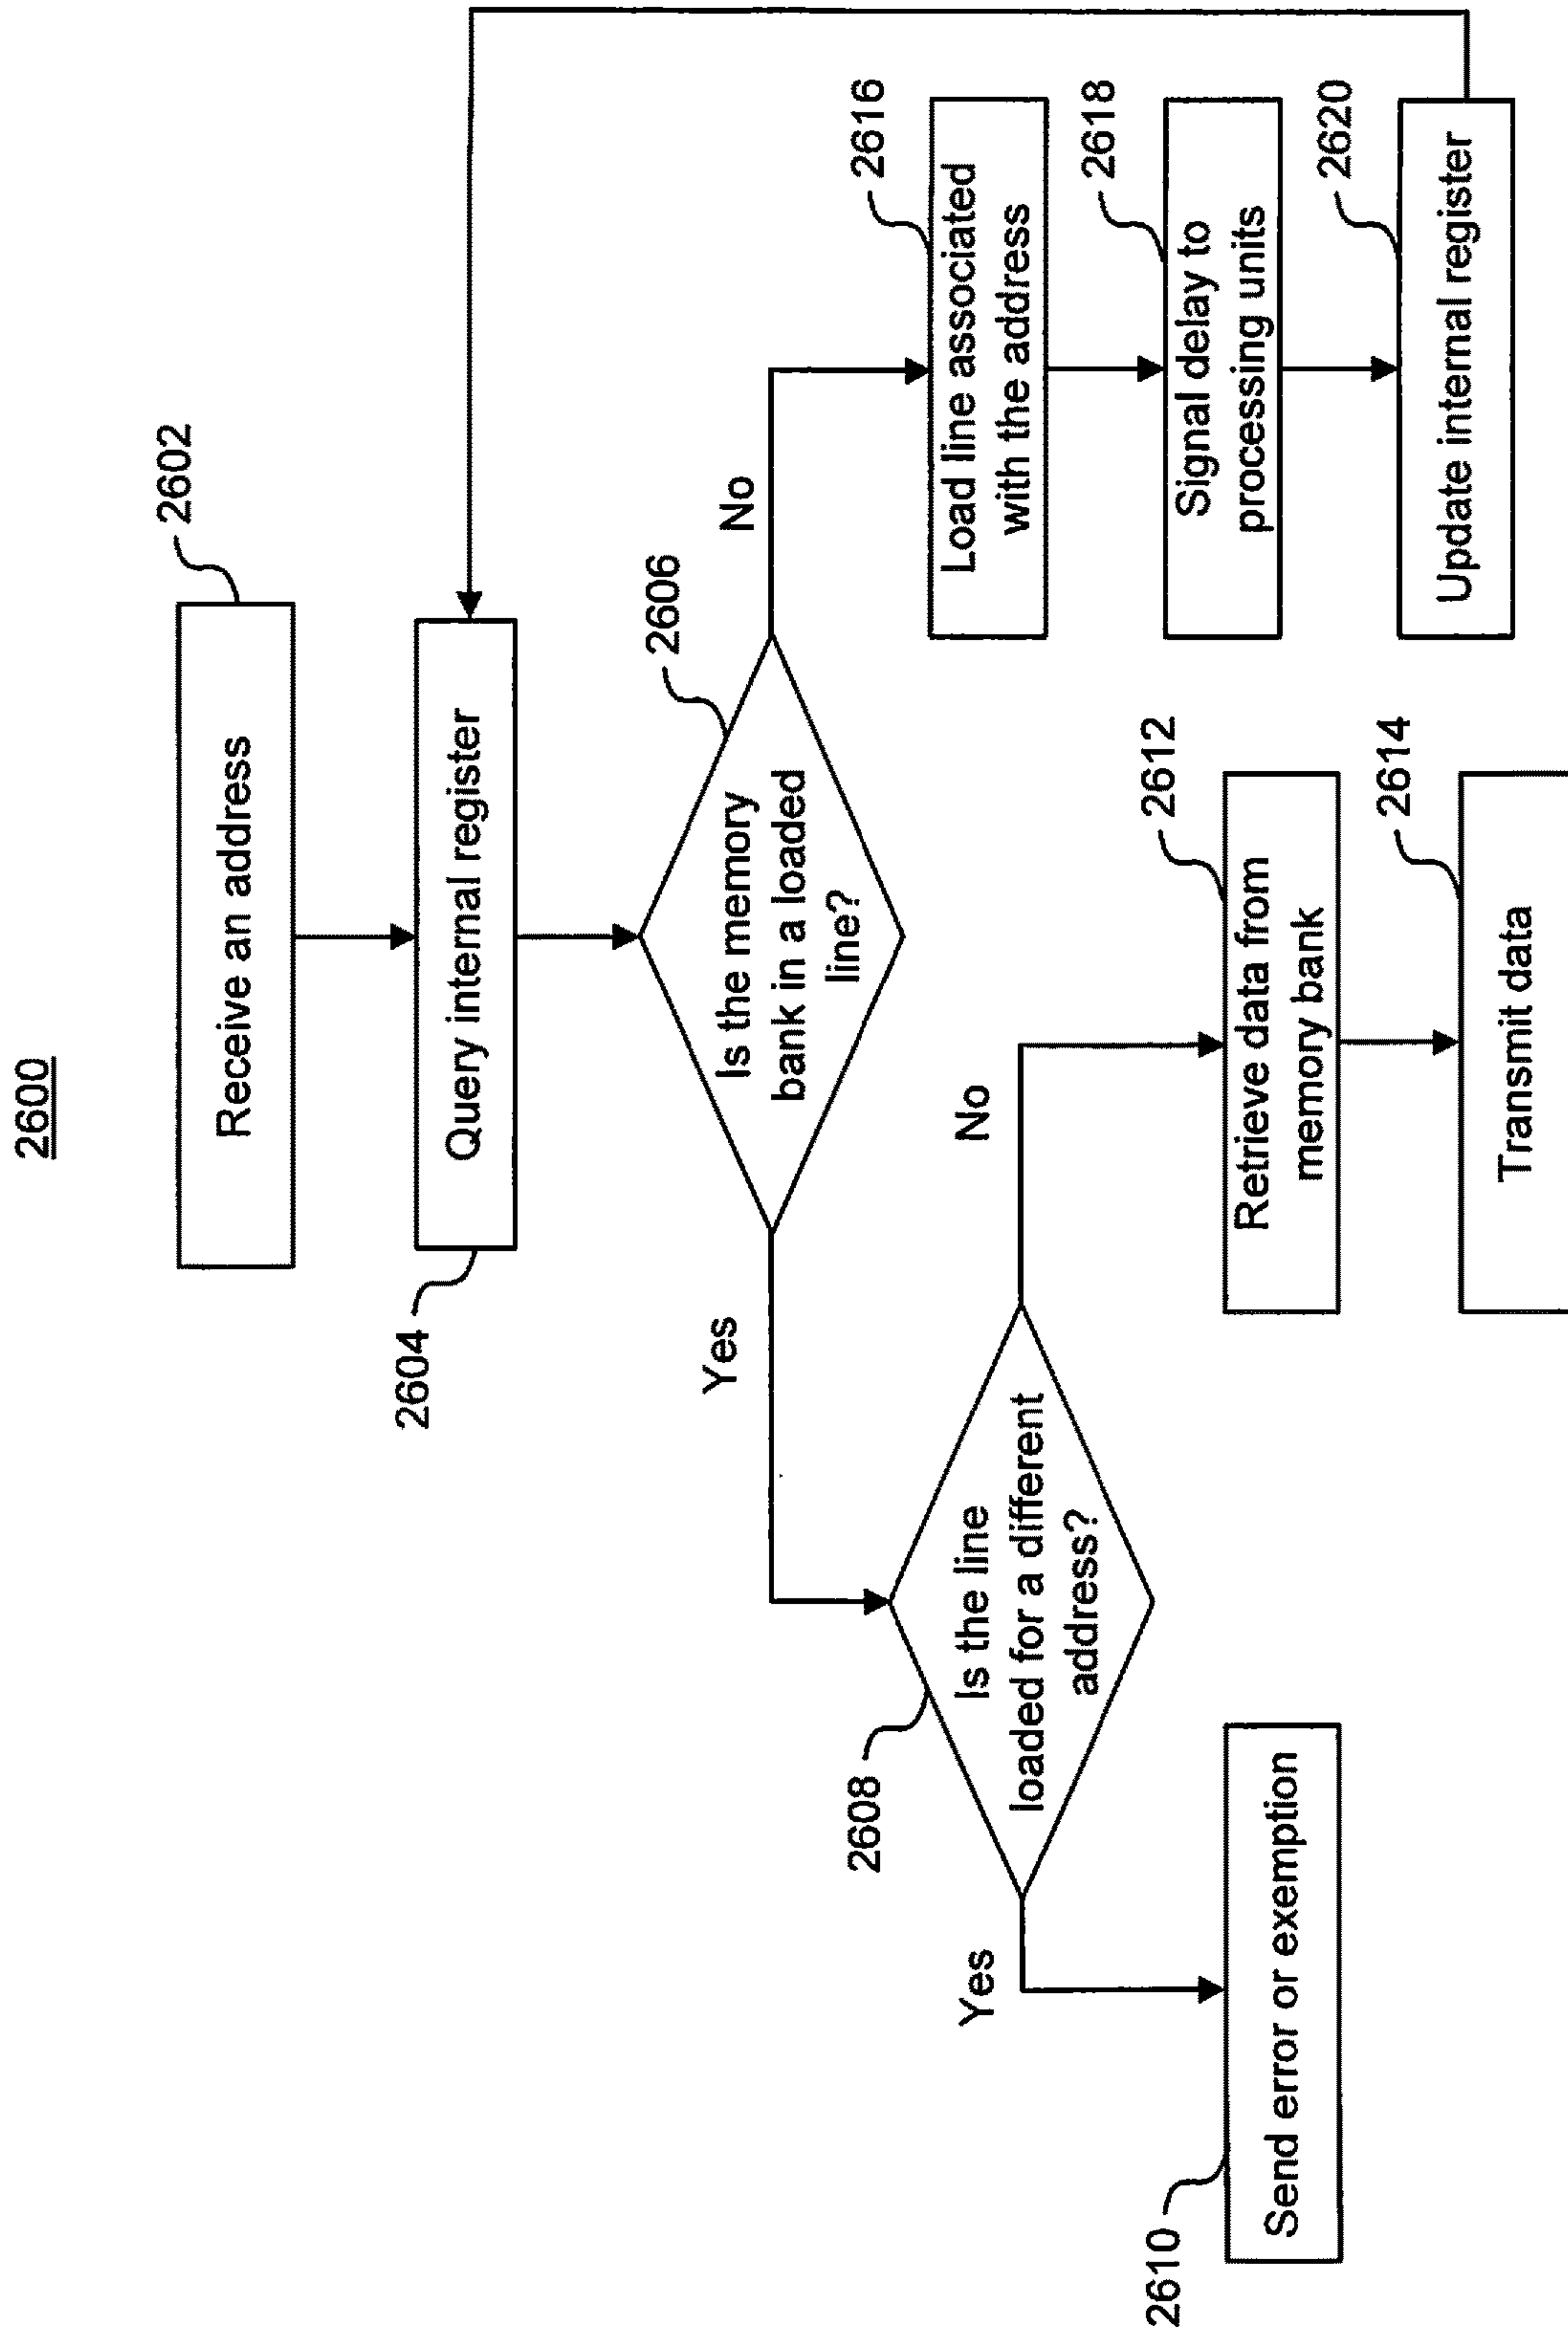 2600
Receive an address
2602
Query internal register
2604
Is the memory
bank in a loaded
line?
2606
Yes
No
Is the line
loaded for a different
address?
2608
Yes
No
Send error or exemption
2610
Retrieve data from
memory bank
2612
Transmit data
2614
Load line associated
with the address
2616
Signal delay to
processing units
2618
Update internal register
2620